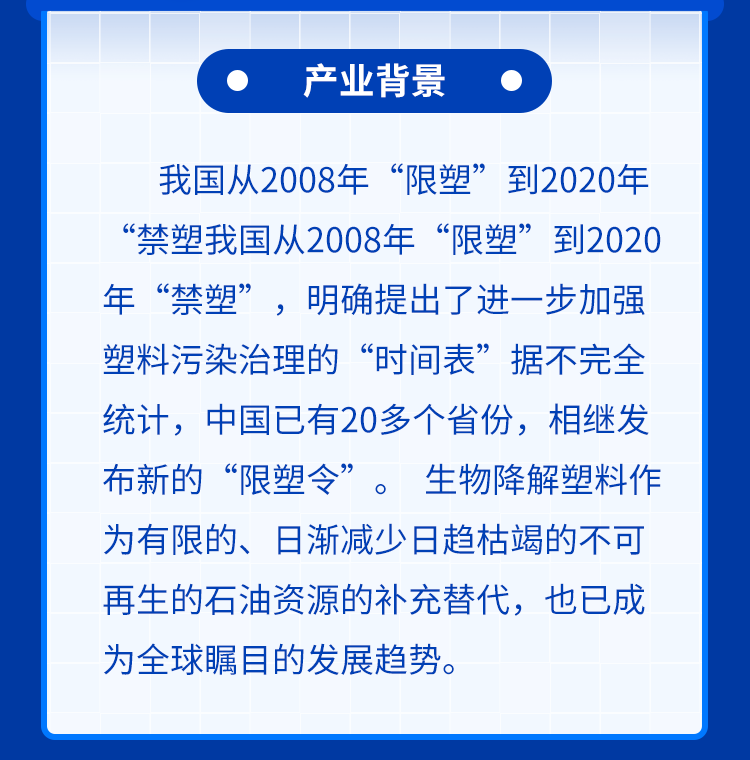 产业背景
我国从2008年“限塑”到2020年
“禁塑我国从2008年“限塑”到2020
年“禁塑”，明确提出了进一步加强
塑料污染治理的“时间表”据不完全
统计，中国已有20多个省份，相继发
布新的“限塑令”。 生物降解塑料作
为有限的、日渐减少日趋枯竭的不可
再生的石油资源的补充替代，也已成
为全球瞩目的发展趋势。